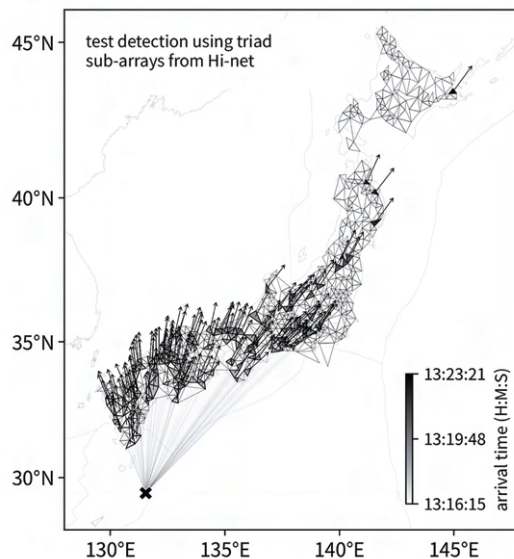 45°N
test detection using triad
sub-arrays from Hi-net
40°N
35°N
13:23:21
13:19:48
arrival time (H:M:S)
30°N
13:16:15
130°E
135°E
140°E
145°E